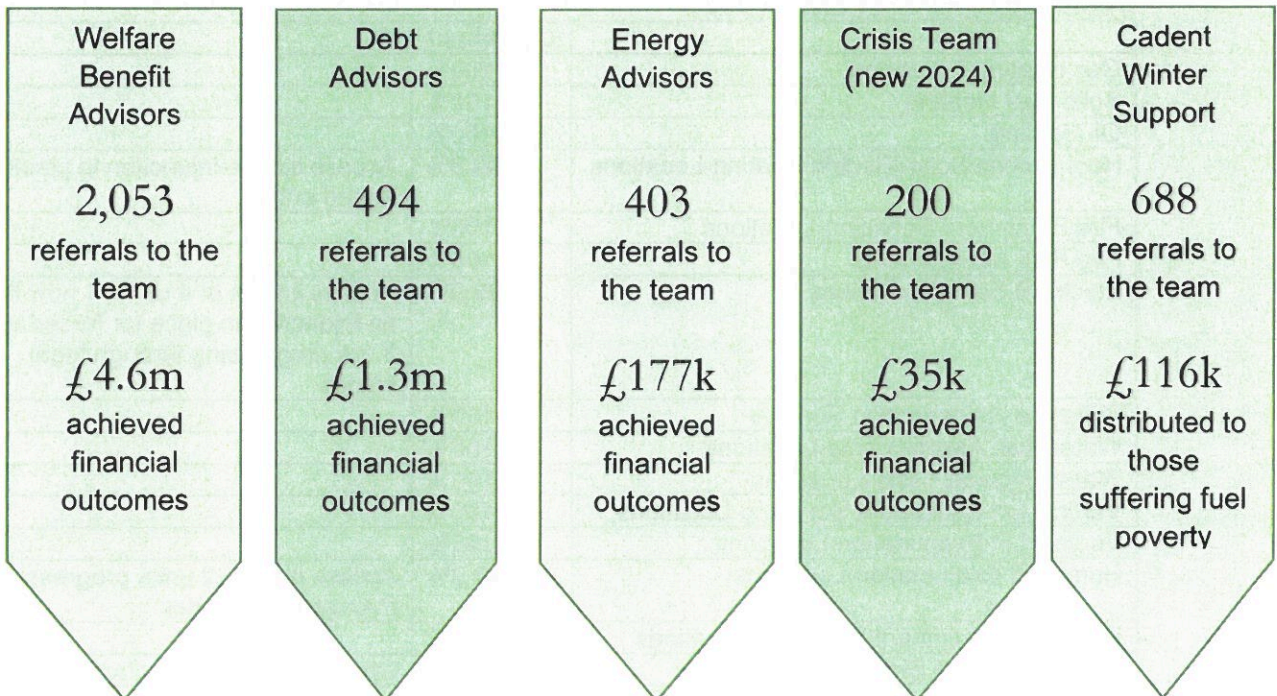 Welfare
Benefit
Advisors
2,053
referrals to the
team
£4.6m
achieved
financial
outcomes
Debt
Advisors
494
referrals to
the team
£1.3m
achieved
financial
outcomes
Energy
Advisors
403
referrals to
the team
£177k
achieved
financial
outcomes
Crisis Team
(new 2024)
200
referrals to
the team
£35k
achieved
financial
outcomes
Cadent
Winter
Support
688
referrals to
the team
£116k
distributed to
those
suffering fuel
poverty